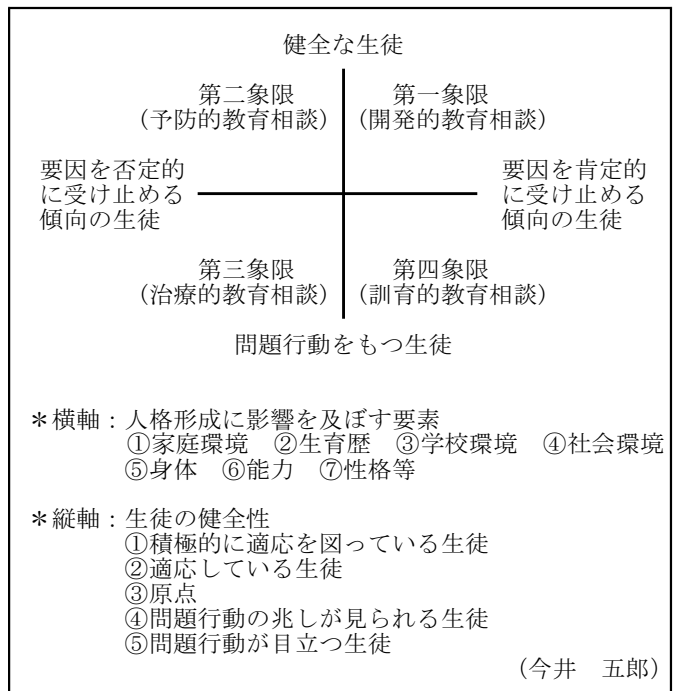 健全な生徒
第二象限
（予防的教育相談）
第一象限
（開発的教育相談）
要因を否定的
に受け止める
傾向の生徒
要因を肯定的
に受け止める
傾向の生徒
第三象限
（治療的教育相談）
第四象限
（訓育的教育相談）
問題行動をもつ生徒
＊横軸：人格形成に影響を及ぼす要素
①家庭環境　②生育歴　③学校環境　④社会環境
⑤身体　⑥能力　⑦性格等
＊縦軸：生徒の健全性
①積極的に適応を図っている生徒
②適応している生徒
③原点
④問題行動の兆しが見られる生徒
⑤問題行動が目立つ生徒
（今井　五郎）